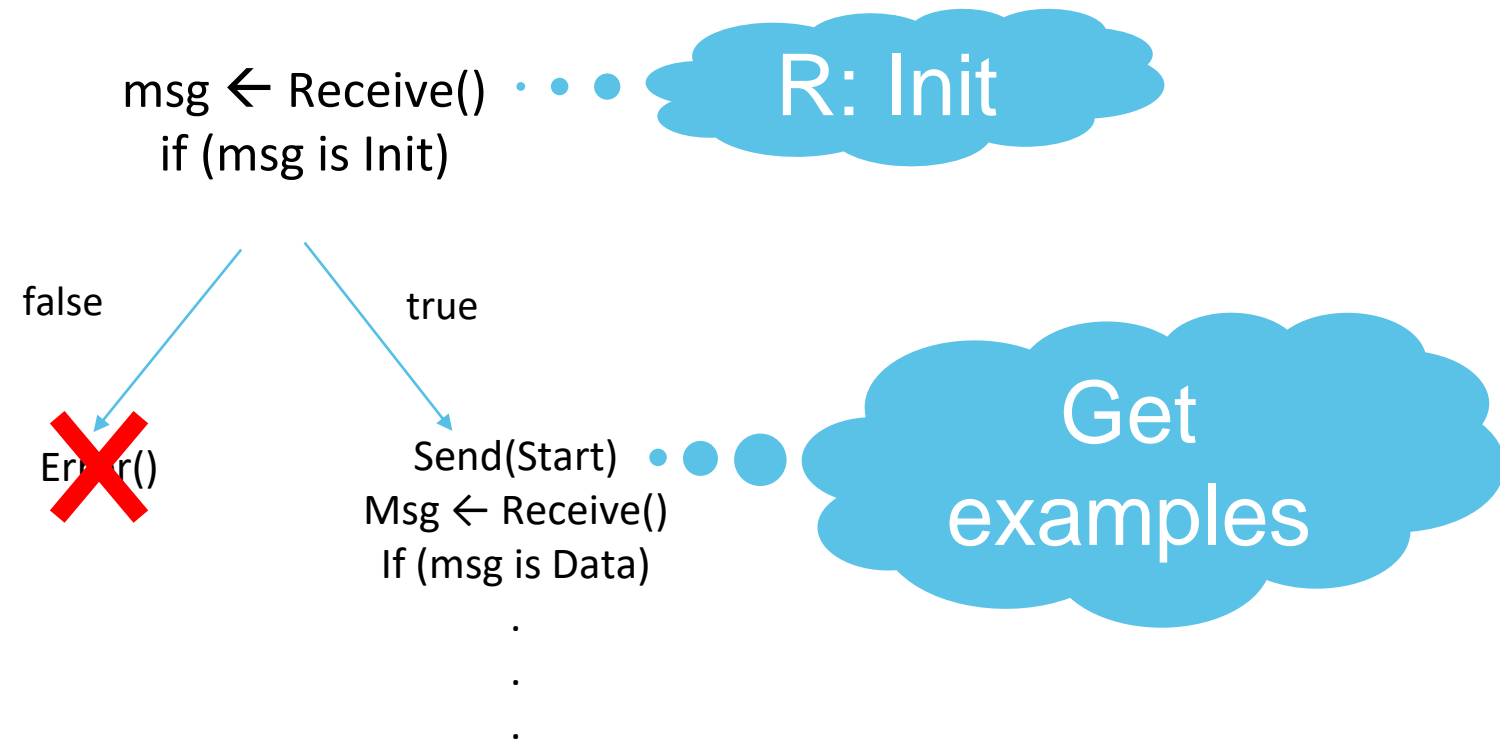 msg ← Receive()
if (msg is Init)
R: Init
false
true
Error()
Send(Start)
Msg ← Receive()
If (msg is Data)
.
.
.
Get
examples